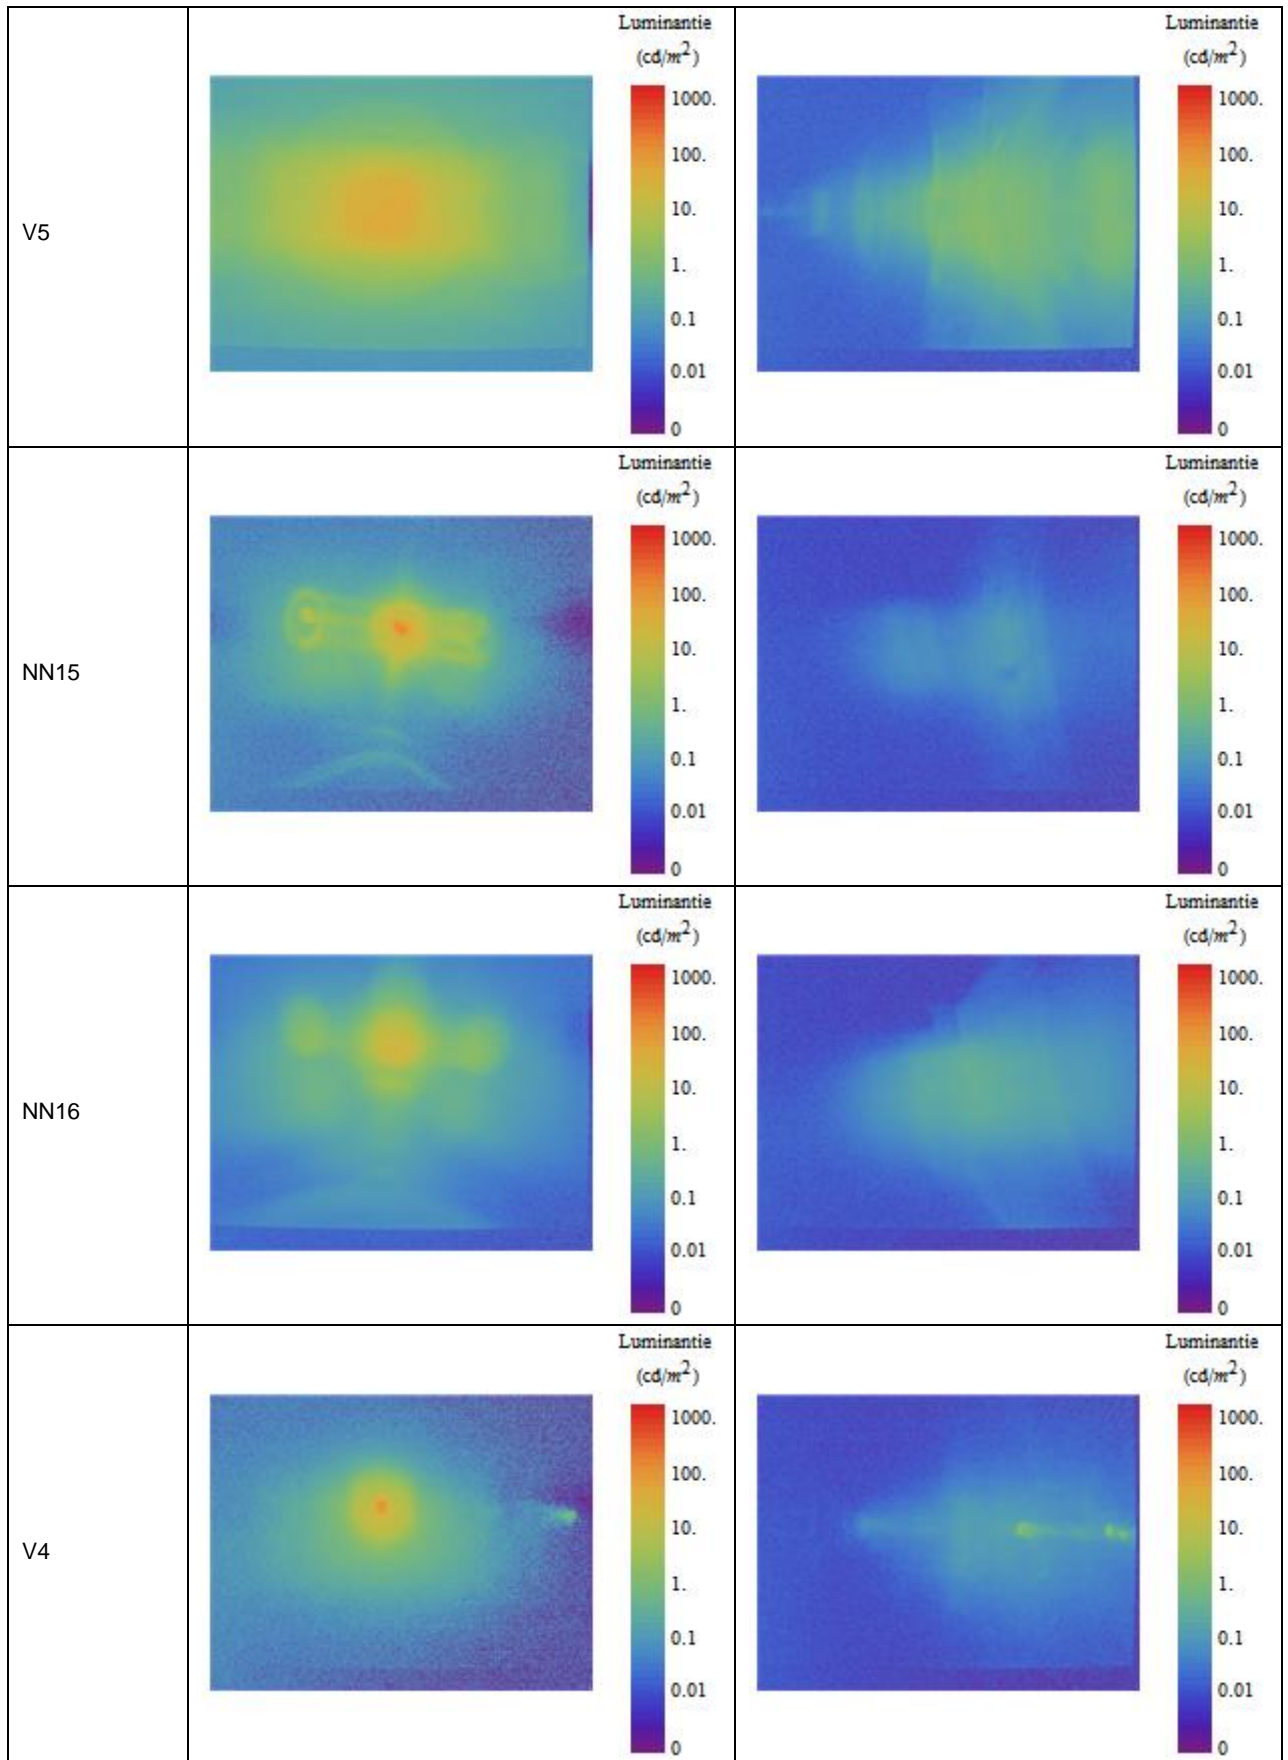 Luminantie
(cd/m²)
1000.
100.
10.
1.
0.1
0.01
0
Luminantie
(cd/m²)
1000.
100.
10.
1.
0.1
0.01
0
V5
Luminantie
(cd/m²)
1000.
100.
10.
1.
0.1
0.01
0
Luminantie
(cd/m²)
1000.
100.
10.
1.
0.1
0.01
0
NN15
Luminantie
(cd/m²)
1000.
100.
10.
1.
0.1
0.01
0
Luminantie
(cd/m²)
1000.
100.
10.
1.
0.1
0.01
0
NN16
Luminantie
(cd/m²)
1000.
100.
10.
1.
0.1
0.01
0
Luminantie
(cd/m²)
1000.
100.
10.
1.
0.1
0.01
0
V4